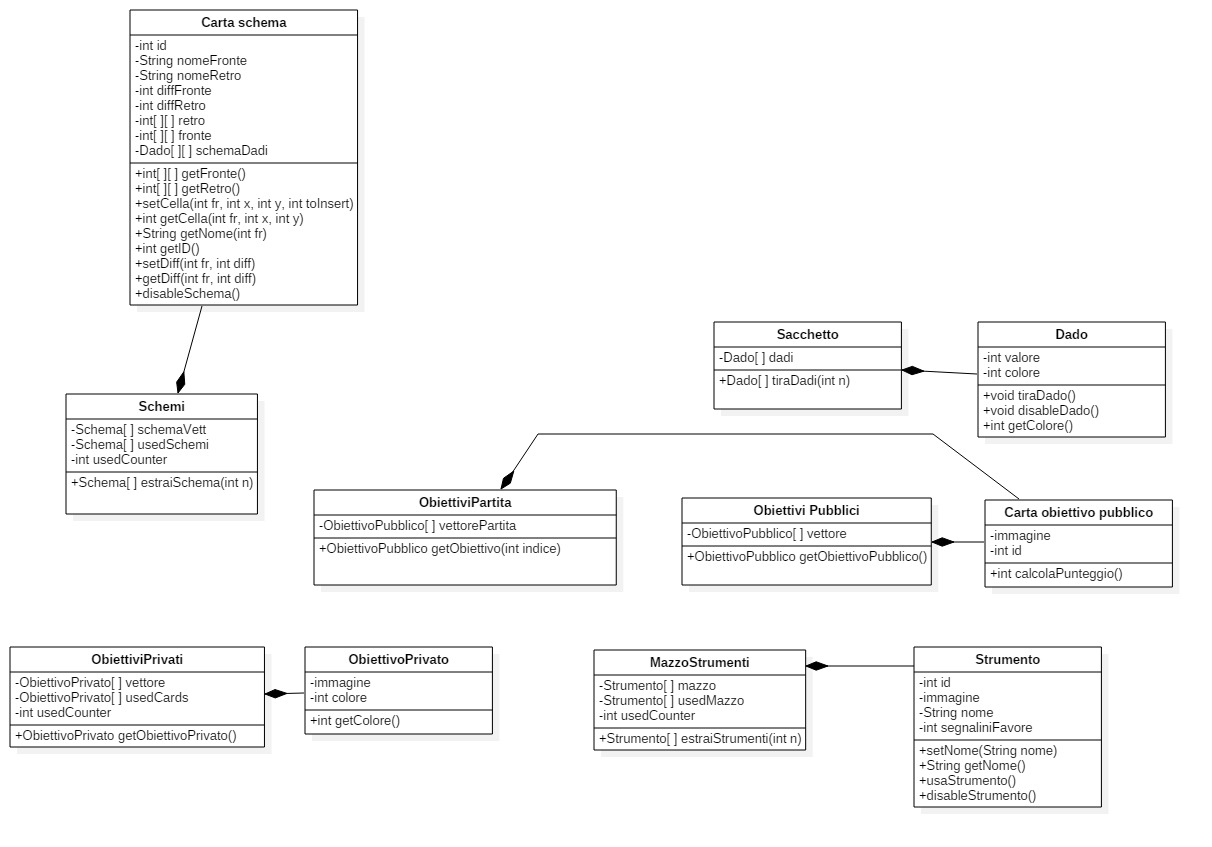 Carta schema
-int id
-String nomeFronte
-String nomeRetro
-int diffFronte
-int diffRetro
-int[ ][ ] retro
-int[ ][ ] fronte
-Dado[ ][ ] schemaDadi
+int[ ][ ] getFronte()
+int[ ][ ] getRetro()
+setCella(int fr, int x, int y, int toInsert)
+int getCella(int fr, int x, int y)
+String getNome(int fr)
+int getID()
+setDiff(int fr, int diff)
+getDiff(int fr, int diff)
+disableSchema()
Sacchetto
-Dado[ ] dadi
+Dado[ ] tiraDadi(int n)
Dado
-int valore
-int colore
+void tiraDado()
+void disableDado()
+int getColore()
Schemi
-Schema[ ] schemaVett
-Schema[ ] usedSchemi
-int usedCounter
+Schema[ ] estraiSchema(int n)
ObiettiviPartita
-ObiettivoPubblico[ ] vettorePartita
+ObiettivoPubblico getObiettivo(int indice)
Obiettivi Pubblici
-ObiettivoPubblico[ ] vettore
+ObiettivoPubblico getObiettivoPubblico()
Carta obiettivo pubblico
-immagine
-int id
+int calcolaPunteggio()
ObiettiviPrivati
-ObiettivoPrivato[ ] vettore
-ObiettivoPrivato[ ] usedCards
-int usedCounter
+ObiettivoPrivato getObiettivoPrivato()
ObiettivoPrivato
-immagine
-int colore
+int getColore()
MazzoStrumenti
-Strumento[ ] mazzo
-Strumento[ ] usedMazzo
-int usedCounter
+Strumento[ ] estraiStrumenti(int n)
Strumento
-int id
-immagine
-String nome
-int segnaliniFavore
+setNome(String nome)
+String getNome()
+usaStrumento()
+disableStrumento()